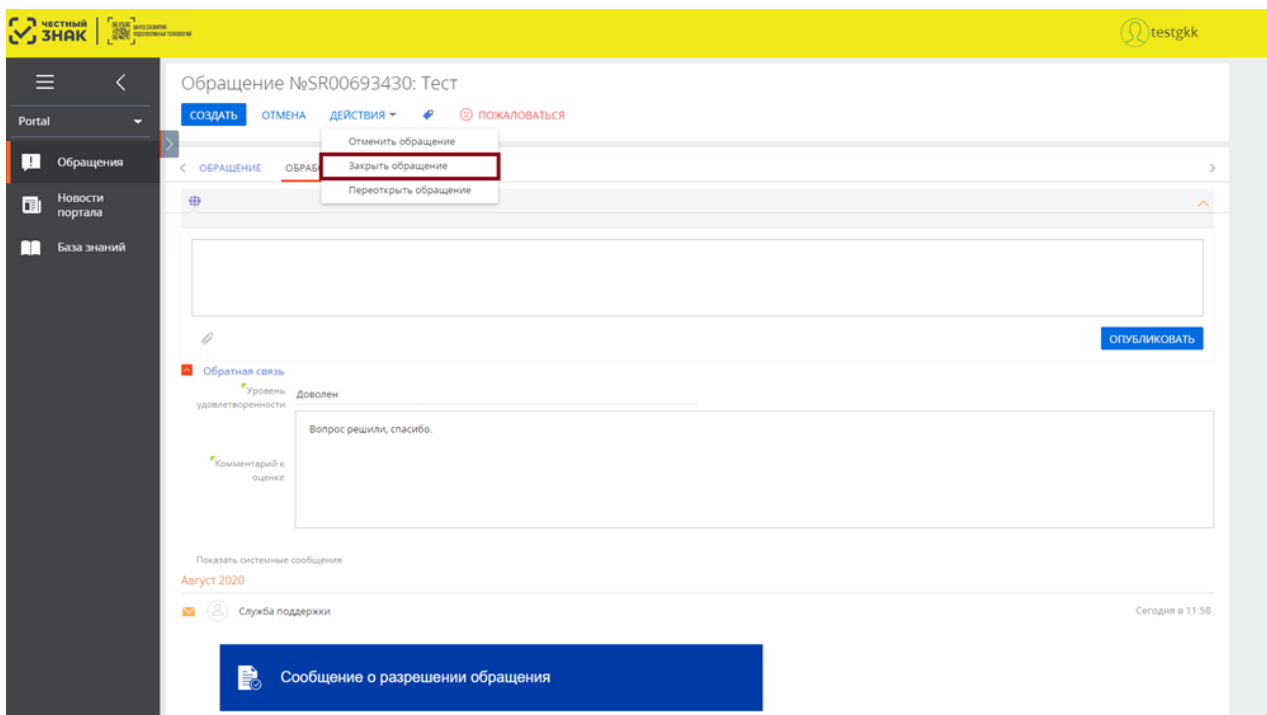 ЧЕСТНЫЙ
ЗНАК
testgkk
Portal
Обращения
Новости
портала
База знаний
Обращение №SR00693430: Тест
СОЗДАТЬ ОТМЕНА ДЕЙСТВИЯ ПОЖАЛОВАТЬСЯ
Отменить обращение
Закрыть обращение
Переоткрыть обращение
ОБРАЩЕНИЕ ОБРАБ
ОПУБЛИКОВАТЬ
Обратная связь
Уровень
удовлетворенности
Доволен
Вопрос решили, спасибо.
Комментарий к
оценке
Показать системные сообщения
Август 2020
Служба поддержки Сегодня в 11:58
Сообщение о разрешении обращения